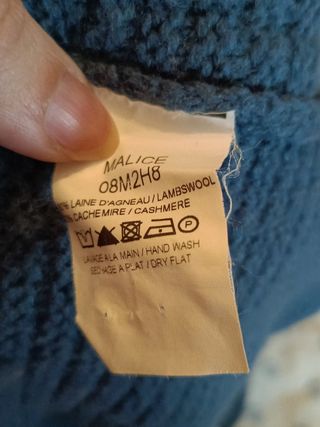 MALICE
08M2H8
LAINE D'AGNEAU / LAMBSWOOL
CACHEMIRE / CASHMERE
P
LAVAGE A LA MAIN / HAND WASH
SECHAGE A PLAT / DRY FLAT